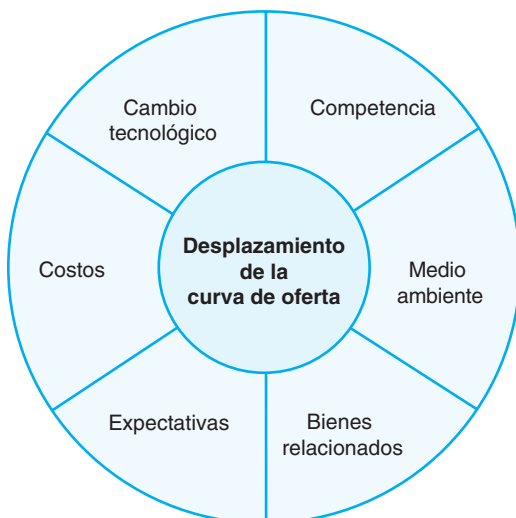 Cambio
tecnológico
Competencia
Costos
Desplazamiento
de la
curva de oferta
Medio
ambiente
Expectativas
Bienes
relacionados